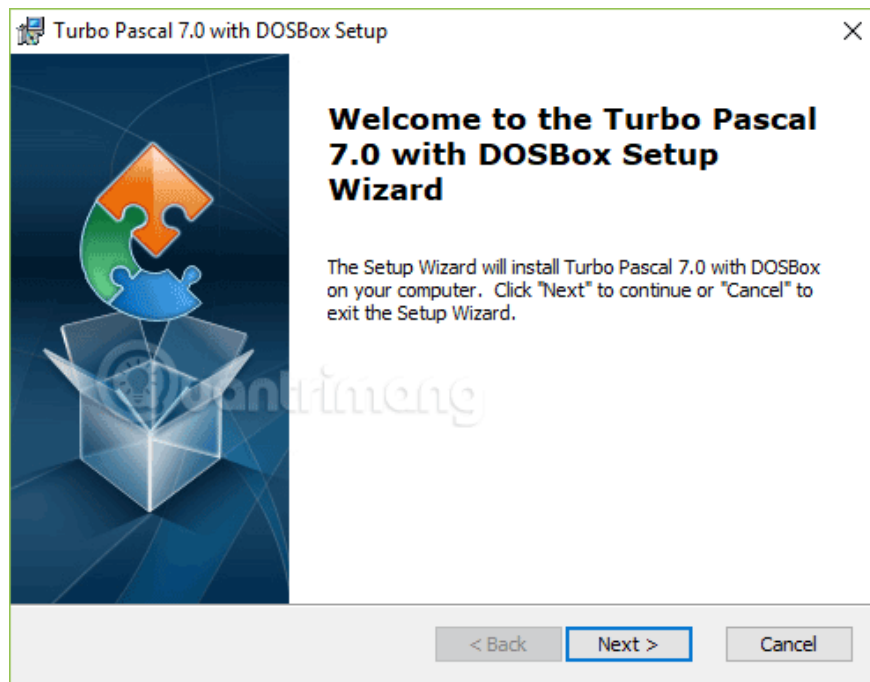 Turbo Pascal 7.0 with DOSBox Setup
Welcome to the Turbo Pascal
7.0 with DOSBox Setup
Wizard
The Setup Wizard will install Turbo Pascal 7.0 with DOSBox
on your computer.  Click "Next" to continue or "Cancel" to
exit the Setup Wizard.
Quantrimang
< Back Next > Cancel